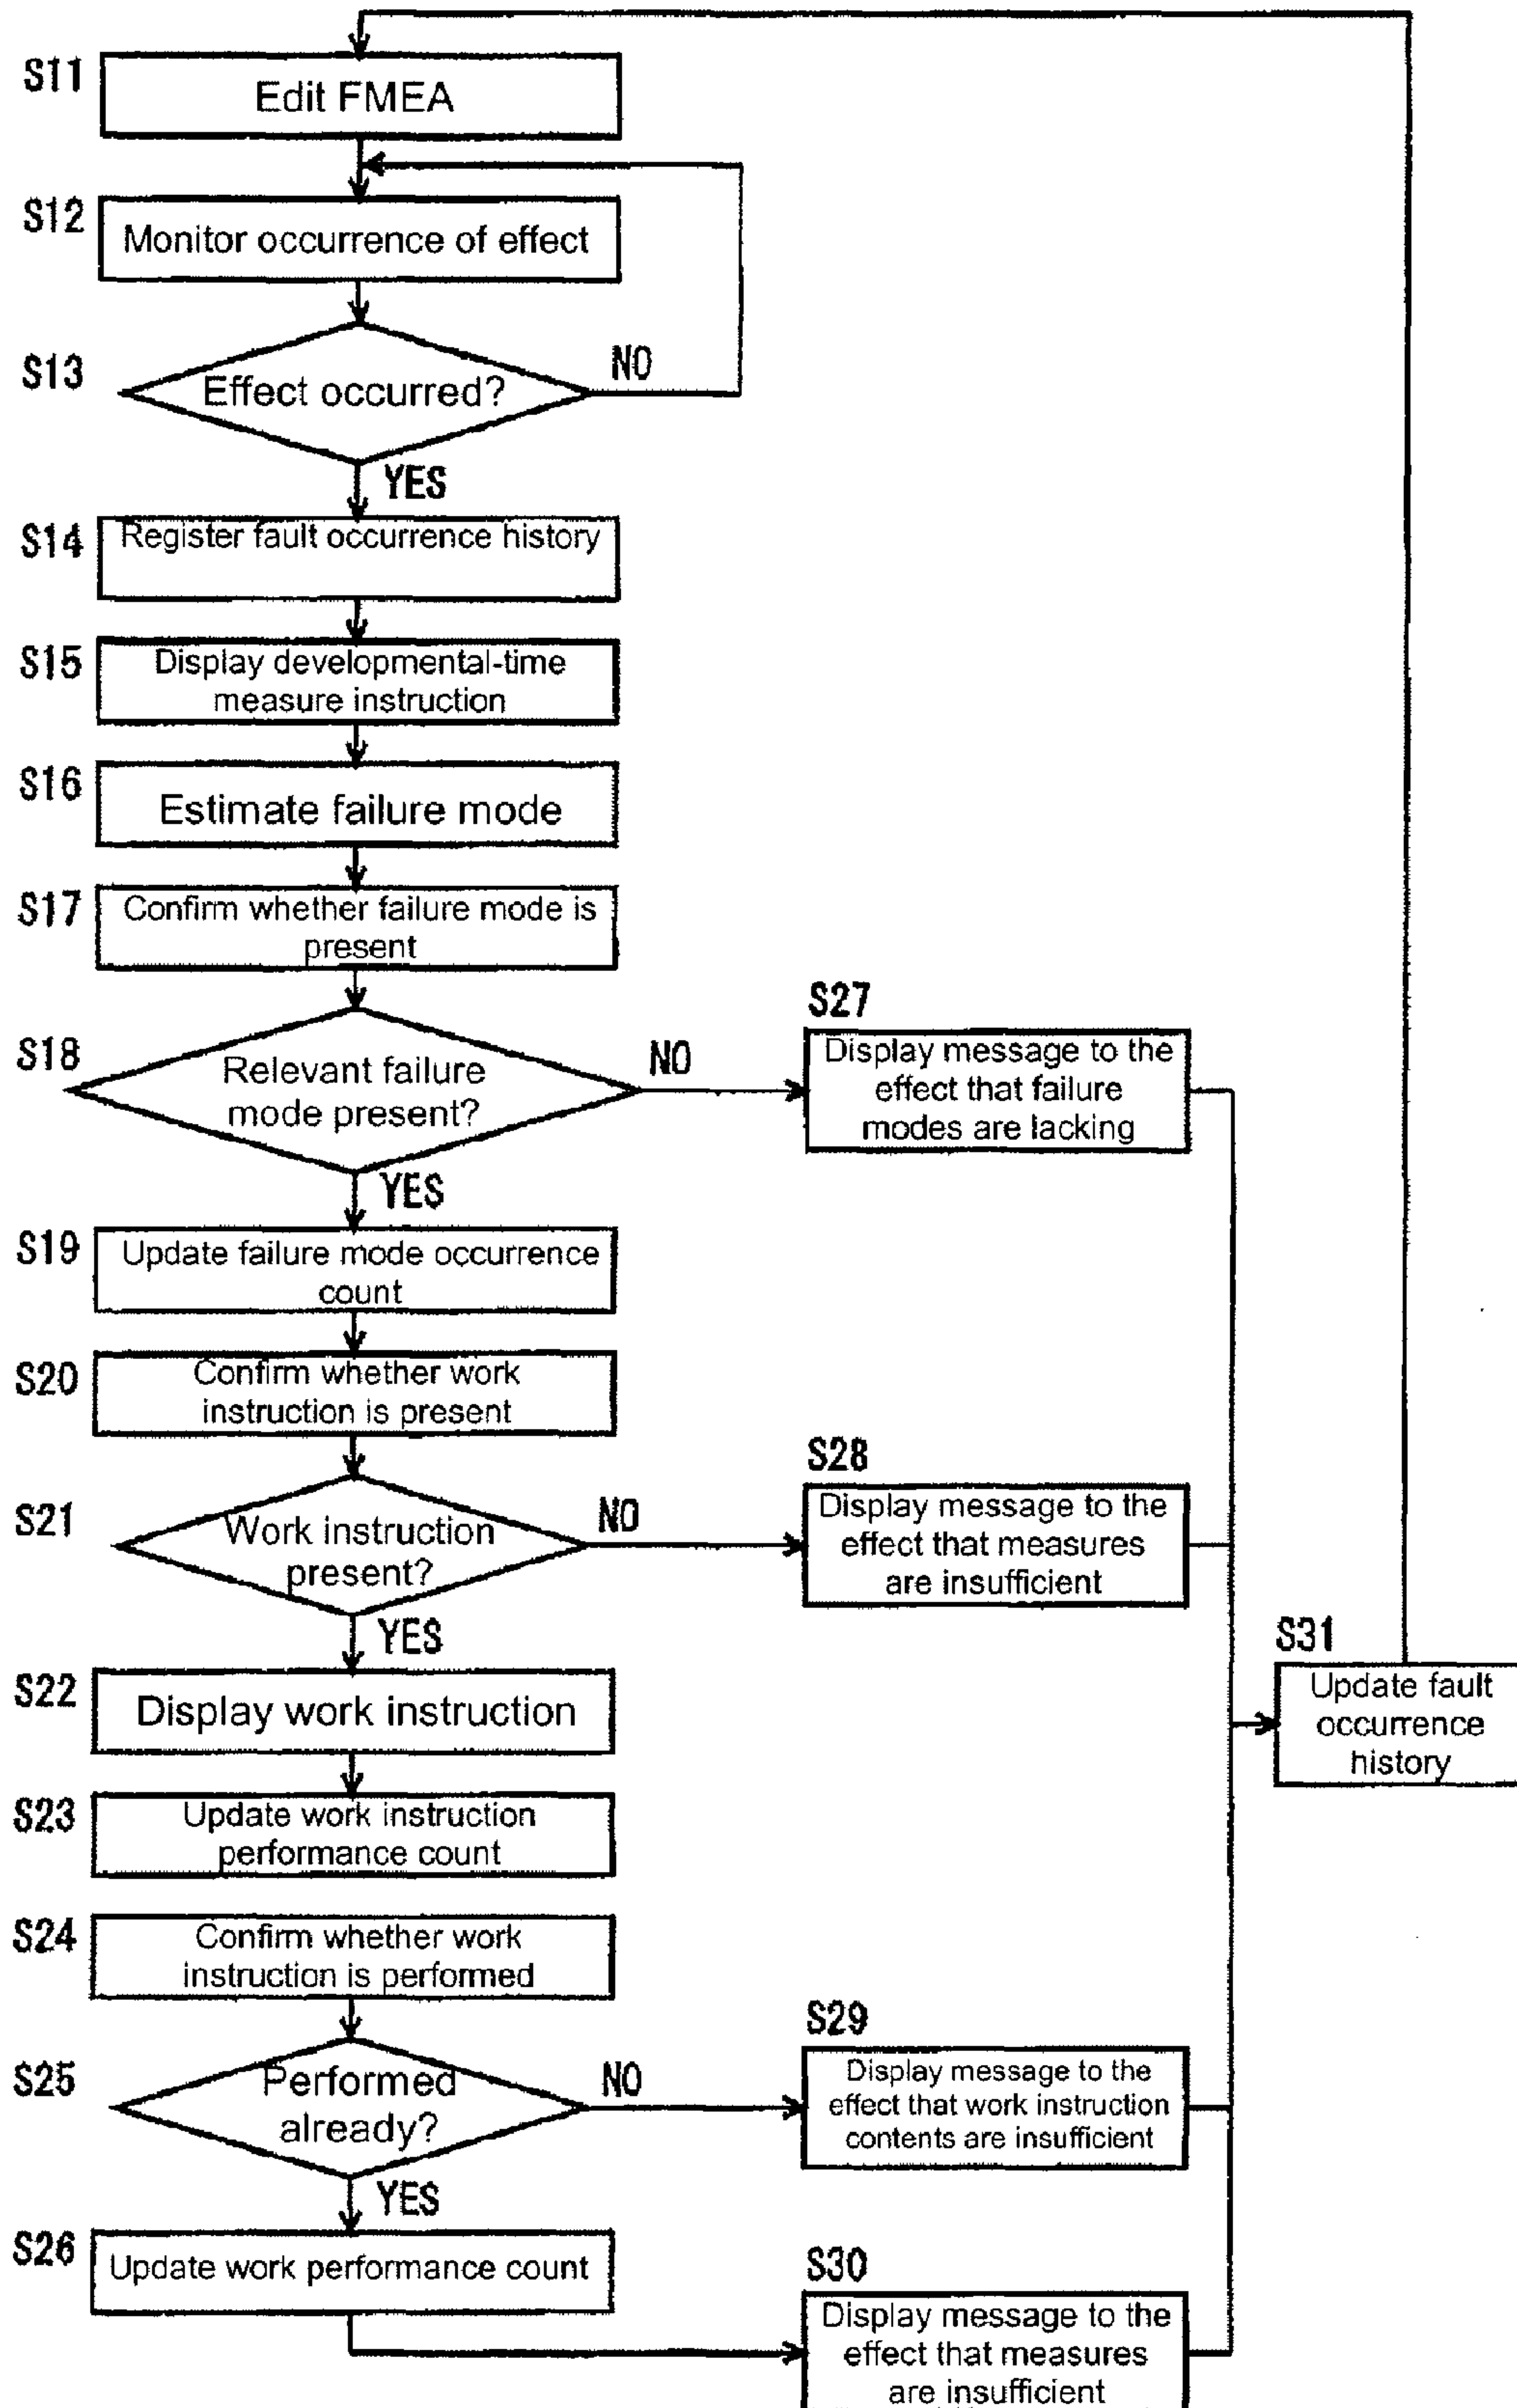 S11
Edit FMEA
S12
Monitor occurrence of effect
S13
Effect occurred?
NO
YES
S14
Register fault occurrence history
S15
Display developmental-time
measure instruction
S16
Estimate failure mode
S17
Confirm whether failure mode is
present
S18
Relevant failure
mode present?
NO
S27
Display message to the
effect that failure
modes are lacking
YES
S19
Update failure mode occurrence
count
S20
Confirm whether work
instruction is present
S21
Work instruction
present?
NO
S28
Display message to the
effect that measures
are insufficient
YES
S22
Display work instruction
S31
Update fault
occurrence
history
S23
Update work instruction
performance count
S24
Confirm whether work
instruction is performed
S25
Performed
already?
NO
S29
Display message to the
effect that work instruction
contents are insufficient
YES
S26
Update work performance count
S30
Display message to the
effect that measures
are insufficient